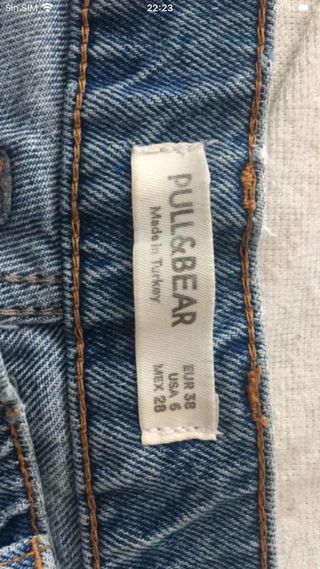 Sin SIM
22:23
PULL&BEAR
Made in Turkey
EUR 38
USA 6
MEX 28